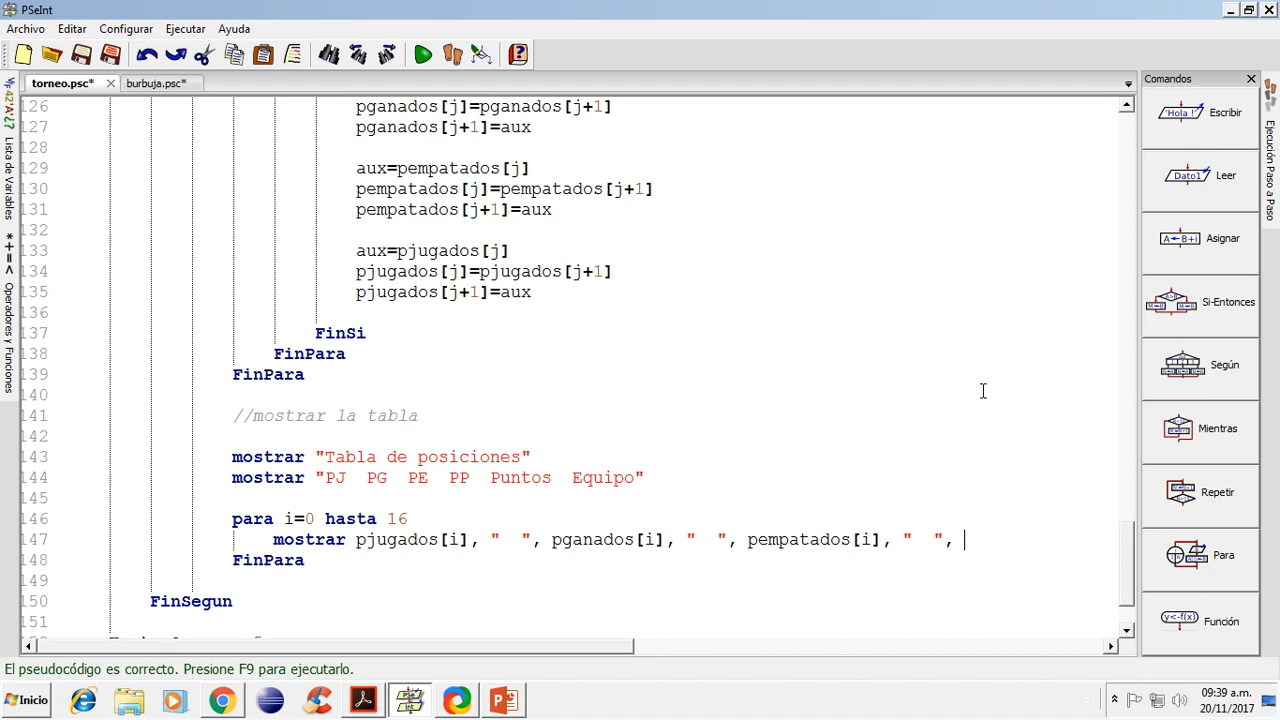 PSeInt
Archivo Editar Configurar Ejecutar Ayuda
torneo.psc* burbuja.psc*
Comandos
126 pganados[j]=pganados[j+1]
127 pganados[j+1]=aux
128
129 aux=pempatados[j]
130 pempatados[j]=pempatados[j+1]
131 pempatados[j+1]=aux
132
133 aux=pjugados[j]
134 pjugados[j]=pjugados[j+1]
135 pjugados[j+1]=aux
136
137 FinSi
138 FinPara
139 FinPara
140
141 //mostrar la tabla
142
143 mostrar "Tabla de posiciones"
144 mostrar "PJ  PG  PE  PP  Puntos  Equipo"
145
146 para i=0 hasta 16
147 mostrar pjugados[i], "  ", pganados[i], "  ", pempatados[i], "  ",
148 FinPara
149
150 FinSegun
151
Lista de Variables
*+=< Operadores y Funciones
'Hola !' Escribir
Dato1 Leer
A←B+i Asignar
Si-Entonces
Según
Mientras
Repetir
Para
y<-f(x) Función
Ejecución Paso a Paso
El pseudocódigo es correcto. Presione F9 para ejecutarlo.
Inicio
09:39 a.m.
20/11/2017